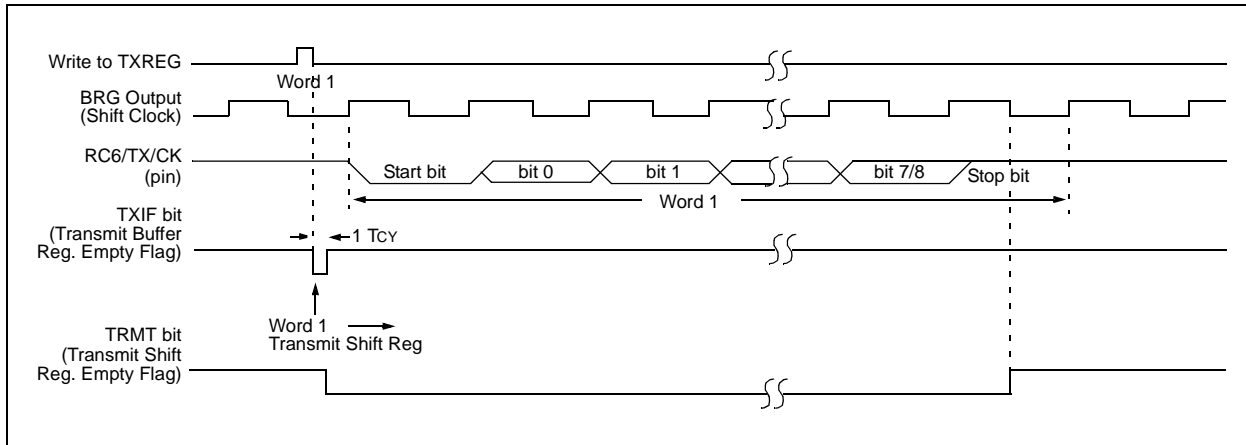 Write to TXREG
Word 1
BRG Output
(Shift Clock)
RC6/TX/CK
(pin)
Start bit
bit 0
bit 1
bit 7/8
Stop bit
Word 1
TXIF bit
(Transmit Buffer
Reg. Empty Flag)
1 TCY
Word 1
Transmit Shift Reg
TRMT bit
(Transmit Shift
Reg. Empty Flag)